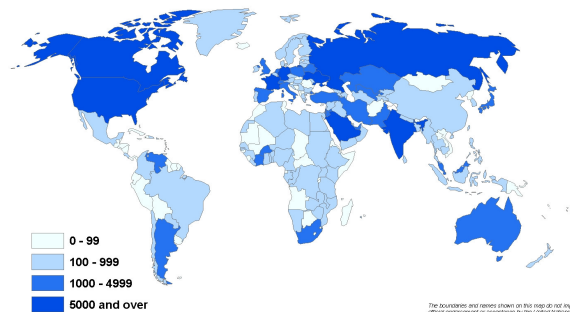 0 - 99
100 - 999
1000 - 4999
5000 and over
The boundaries and names shown on this map do not im